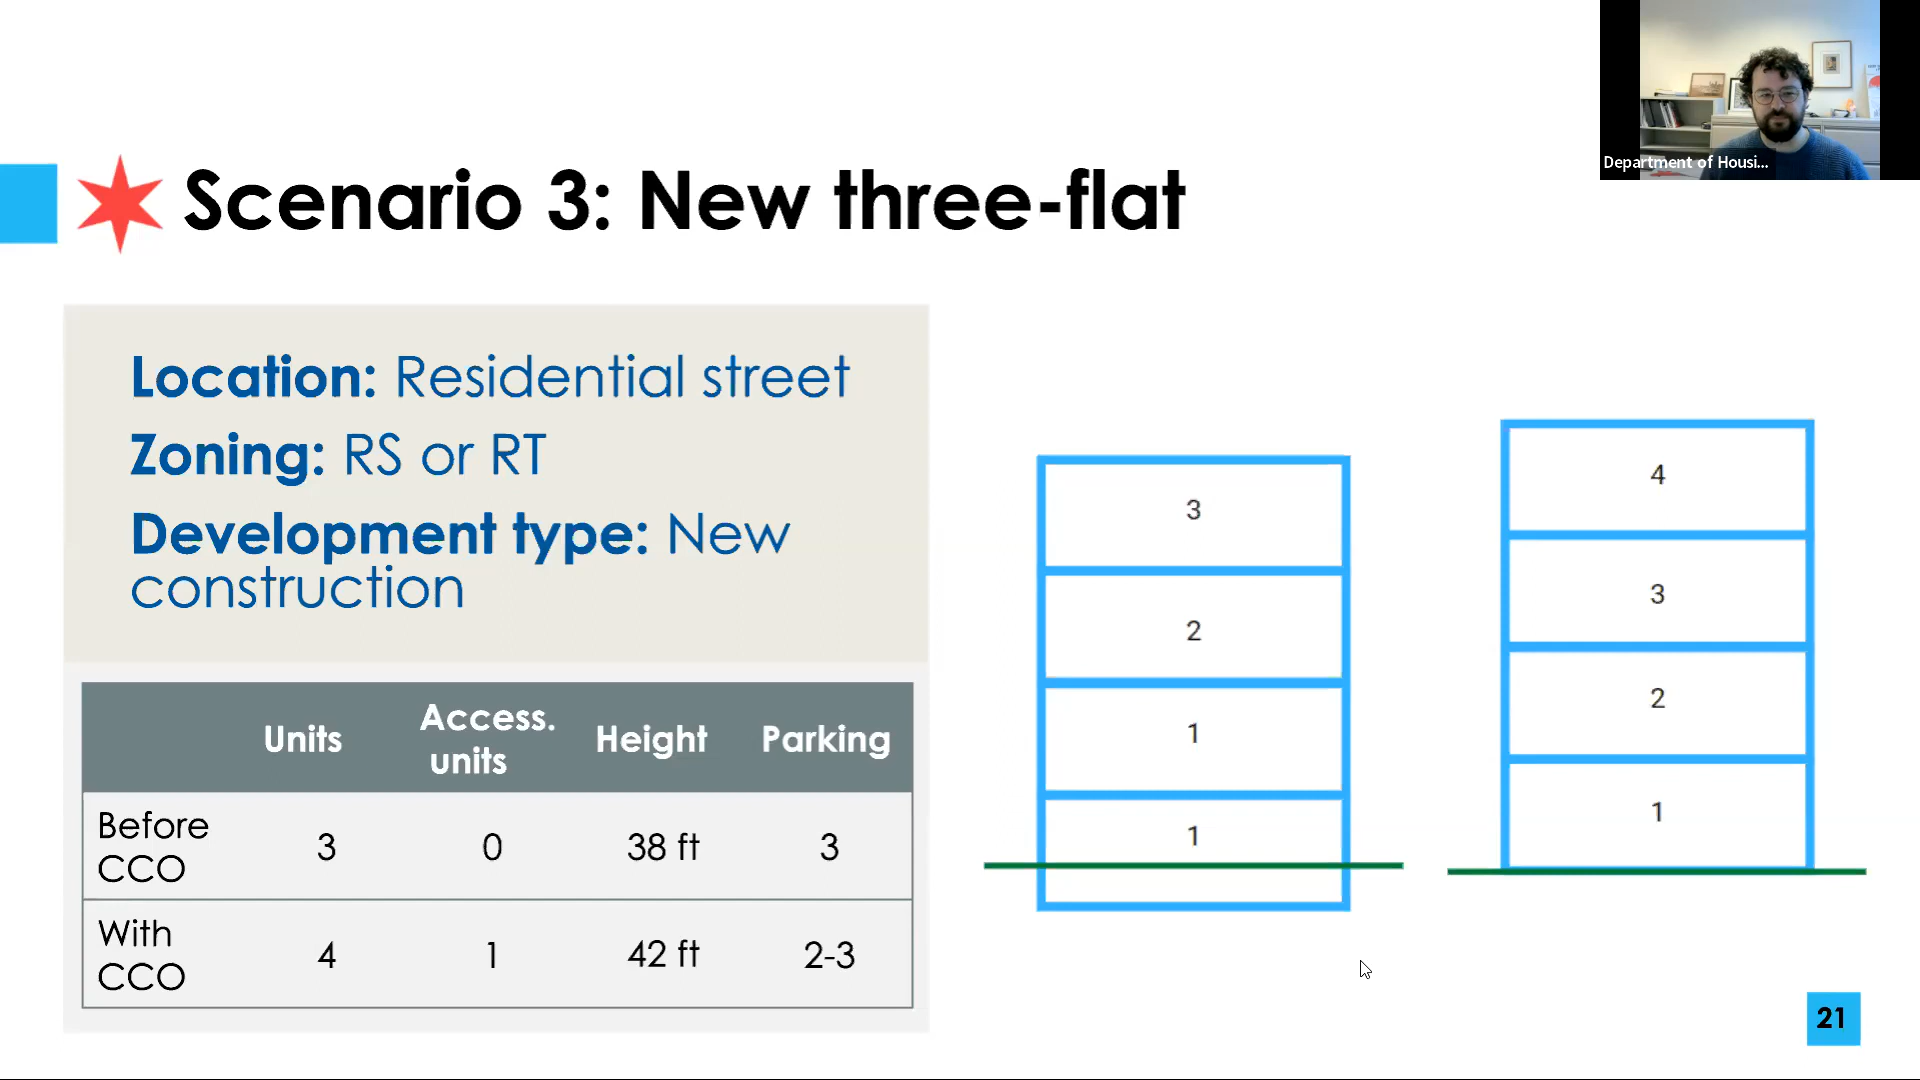 Department of Housi...
Scenario 3: New three-flat
Location: Residential street
Zoning: RS or RT
Development type: New
construction
Units Access. units Height Parking
Before CCO 3 0 38 ft 3
With CCO 4 1 42 ft 2-3
3
2
1
1
4
3
2
1
21